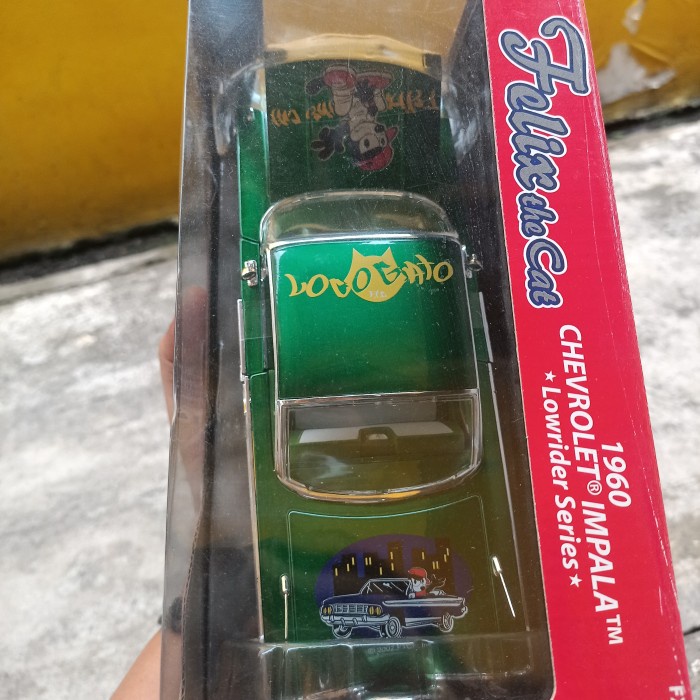 Felix the Cat
1960
CHEVROLET® IMPALA™
★ Lowrider Series ★
LOCO GATO